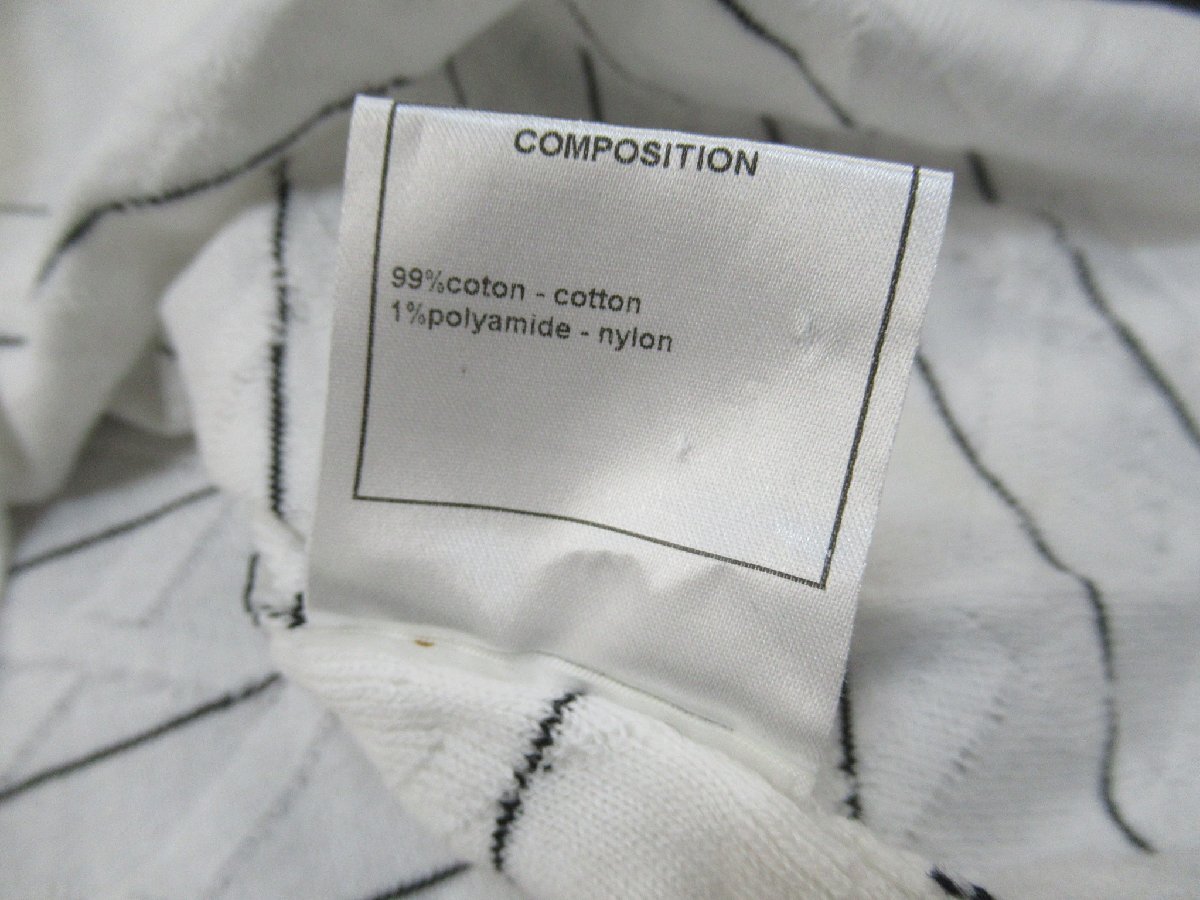 COMPOSITION
99%coton - cotton
1%polyamide - nylon